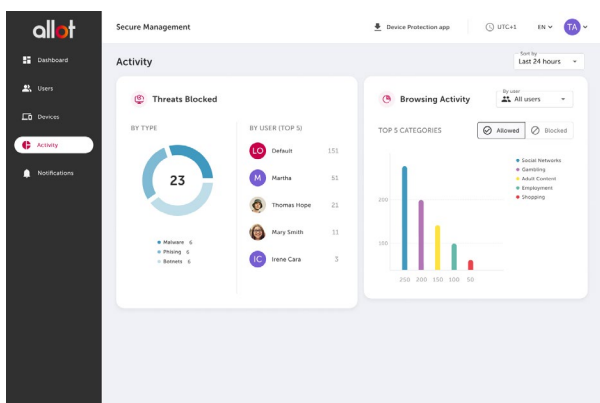 allot
Secure Management
Device Protection app
UTC+1
EN
TA
Dashboard
Users
Devices
Activity
Notifications
Activity
Sort by
Last 24 hours
Threats Blocked
BY TYPE
23
Malware 6
Phising 6
Botnets 6
BY USER (TOP 5)
LO Default 151
M Martha 61
Thomas Hope 21
Mary Smith 11
IC Irene Cara 3
Browsing Activity
By user
All users
TOP 5 CATEGORIES
Allowed
Blocked
Social Networks
Gambling
Adult Content
Employment
Shopping
200
100
250 200 150 100 50